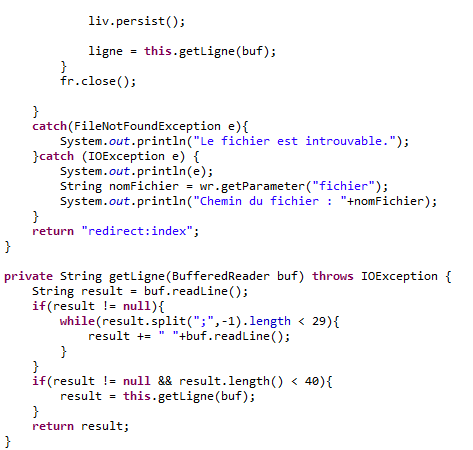 liv.persist();

            ligne = this.getLigne(buf);
        }
        fr.close();

    }
    catch(FileNotFoundException e){
        System.out.println("Le fichier est introuvable.");
    }catch (IOException e) {
        System.out.println(e);
        String nomFichier = wr.getParameter("fichier");
        System.out.println("Chemin du fichier : "+nomFichier);
    }
    return "redirect:index";
}

private String getLigne(BufferedReader buf) throws IOException {
    String result = buf.readLine();
    if(result != null){
        while(result.split(";",-1).length < 29){
            result += " "+buf.readLine();
        }
    }
    if(result != null && result.length() < 40){
        result = this.getLigne(buf);
    }
    return result;
}